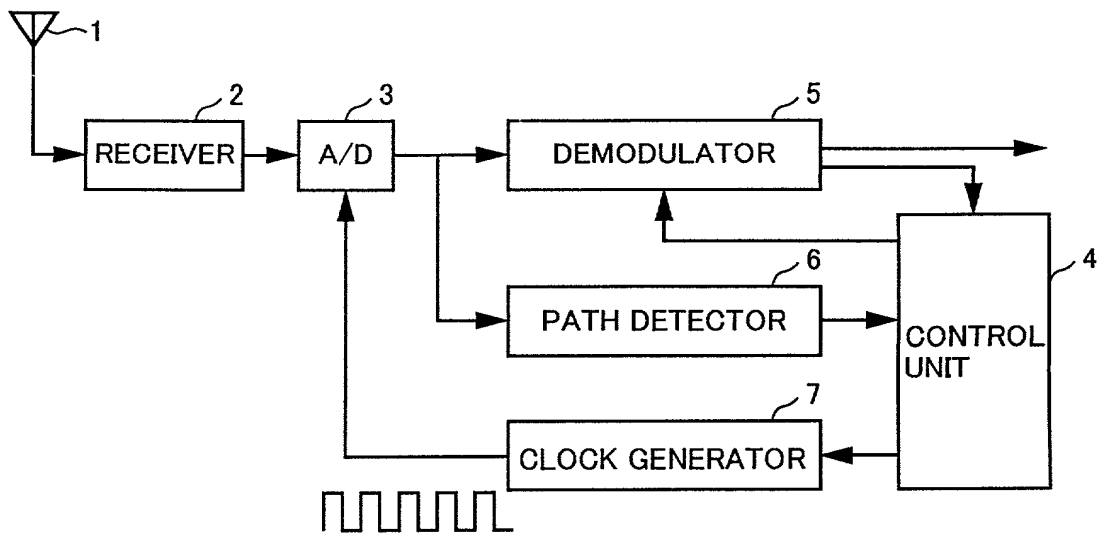 1
2
3
5
RECEIVER
A/D
DEMODULATOR
6
4
PATH DETECTOR
CONTROL
UNIT
7
CLOCK GENERATOR